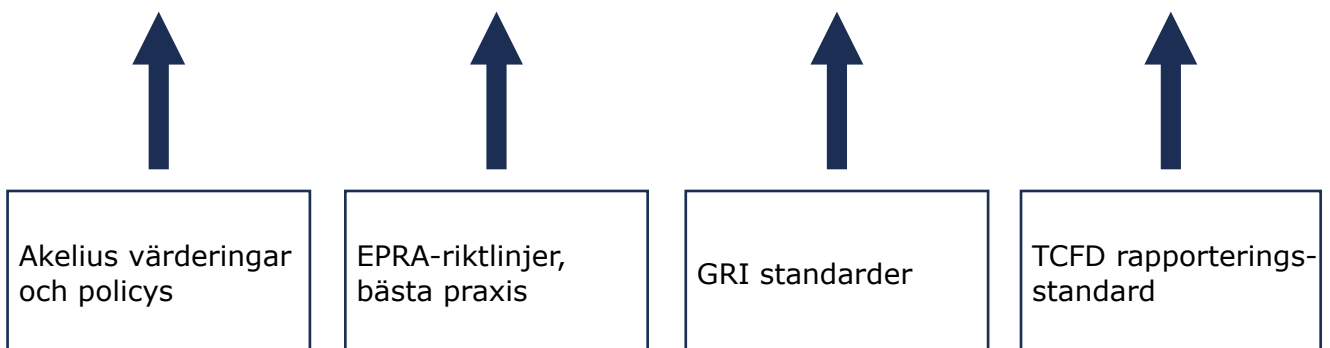 Akelius värderingar
och policys
EPRA-riktlinjer,
bästa praxis
GRI standarder
TCFD rapporterings-
standard